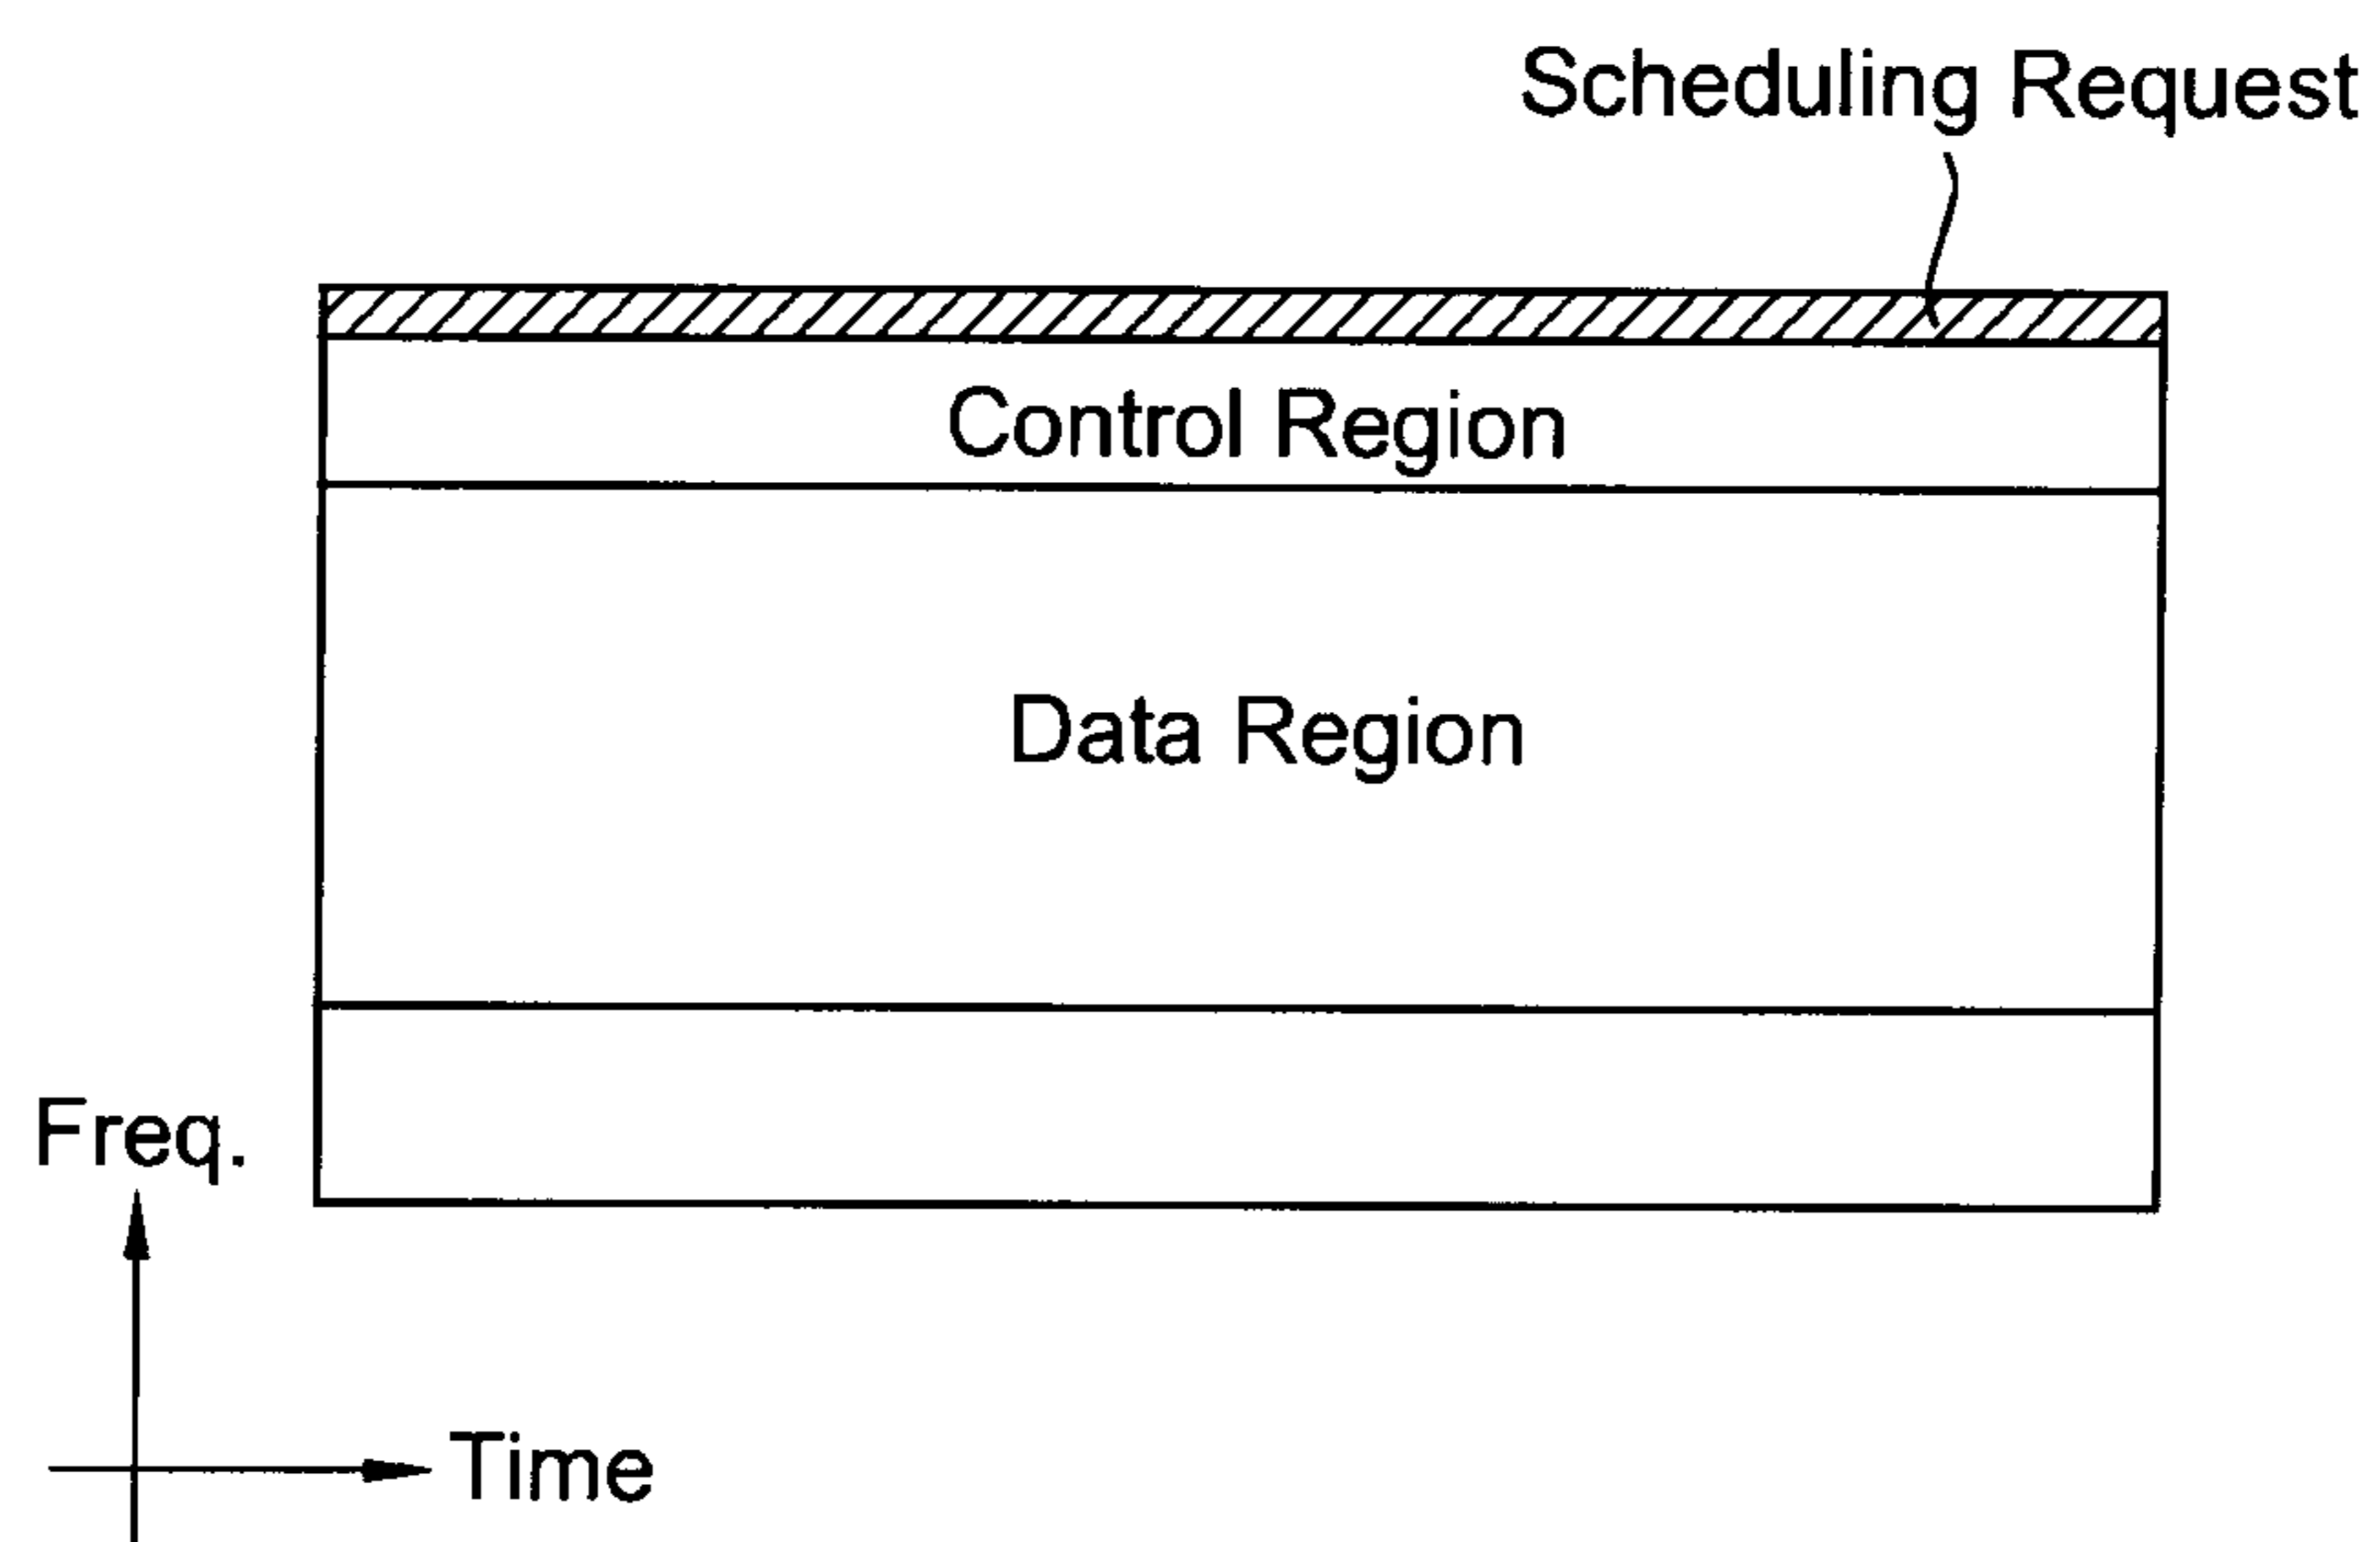 Scheduling Request
Control Region
Data Region
Freq.
Time